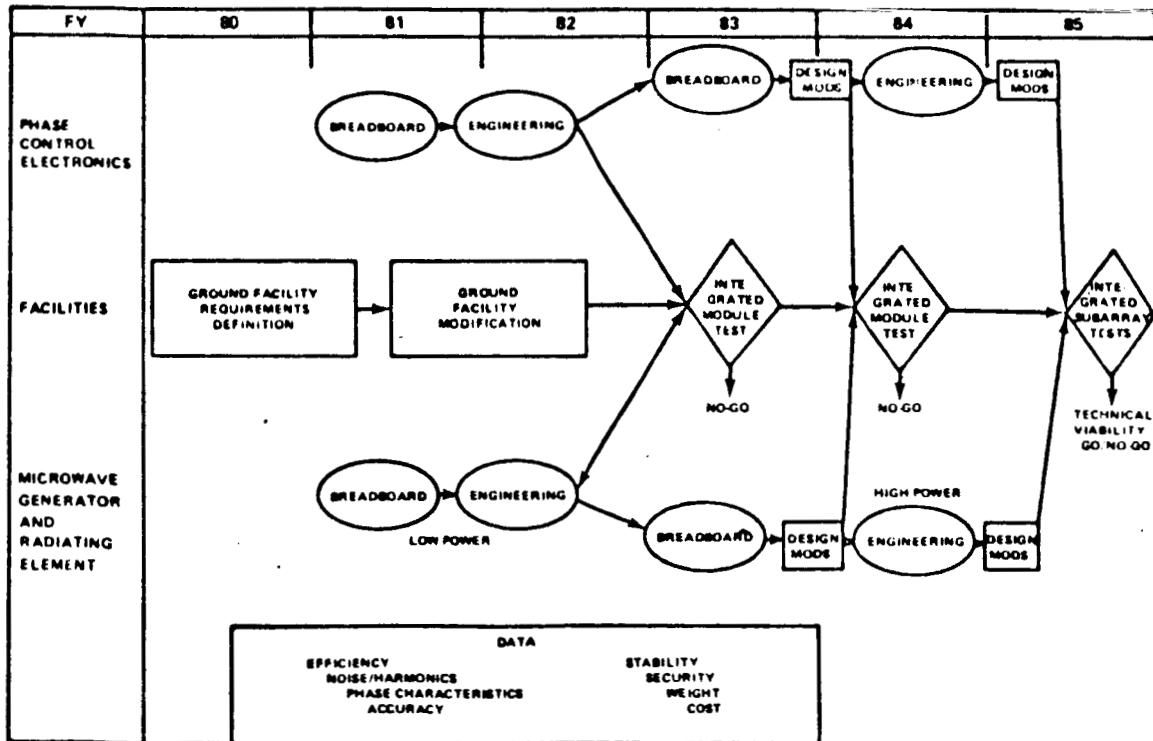 FY 80 81 82 83 84 85
PHASE
CONTROL
ELECTRONICS
BREADBOARD
ENGINEERING
BREADBOARD
DESIGN
MODS
ENGINEERING
DESIGN
MODS
FACILITIES
GROUND FACILITY
REQUIREMENTS
DEFINITION
GROUND
FACILITY
MODIFICATION
INTE
GRATED
MODULE
TEST
NO-GO
INTE
GRATED
MODULE
TEST
NO-GO
INTE-
GRATED
SUBARRAY
TESTS
TECHNICAL
VIABILITY
GO/NO-GO
MICROWAVE
GENERATOR
AND
RADIATING
ELEMENT
BREADBOARD
ENGINEERING
LOW POWER
BREADBOARD
DESIGN
MODS
HIGH POWER
ENGINEERING
DESIGN
MODS
DATA
EFFICIENCY
NOISE/HARMONICS
PHASE CHARACTERISTICS
ACCURACY
STABILITY
SECURITY
WEIGHT
COST